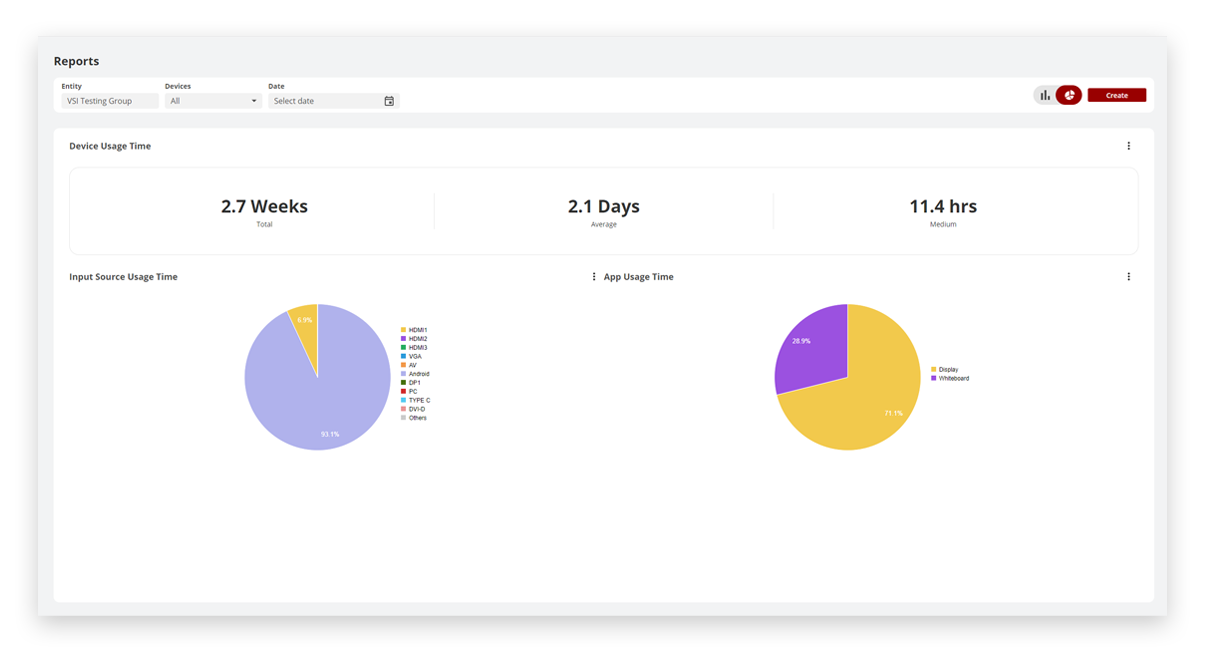 Reports
Entity Devices Date
VSI Testing Group All Select date
Create
Device Usage Time
2.7 Weeks 2.1 Days 11.4 hrs
Total Average Medium
Input Source Usage Time App Usage Time
6.9%
93.1%
HDMI1
HDMI2
HDMI3
VGA
AV
Android
DP1
PC
TYPE C
DVI-D
Others
28.9%
71.1%
Display
Whiteboard